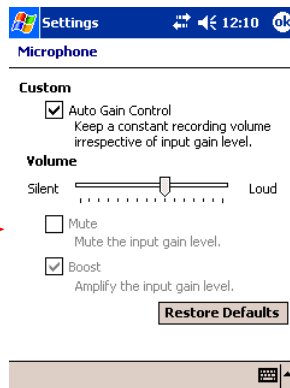 Settings 12:10 ok
Microphone
Custom
Auto Gain Control
Keep a constant recording volume
irrespective of input gain level.
Volume
Silent Loud
Mute
Mute the input gain level.
Boost
Amplify the input gain level.
Restore Defaults